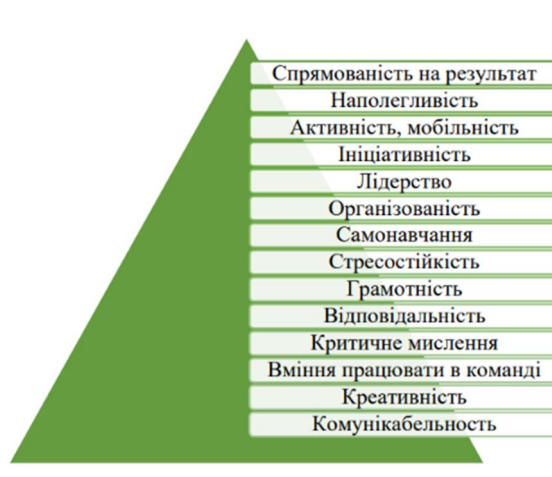 Спрямованість на результат
Наполегливість
Активність, мобільність
Ініціативність
Лідерство
Організованість
Самонавчання
Стресостійкість
Грамотність
Відповідальність
Критичне мислення
Вміння працювати в команді
Креативність
Комунікабельность